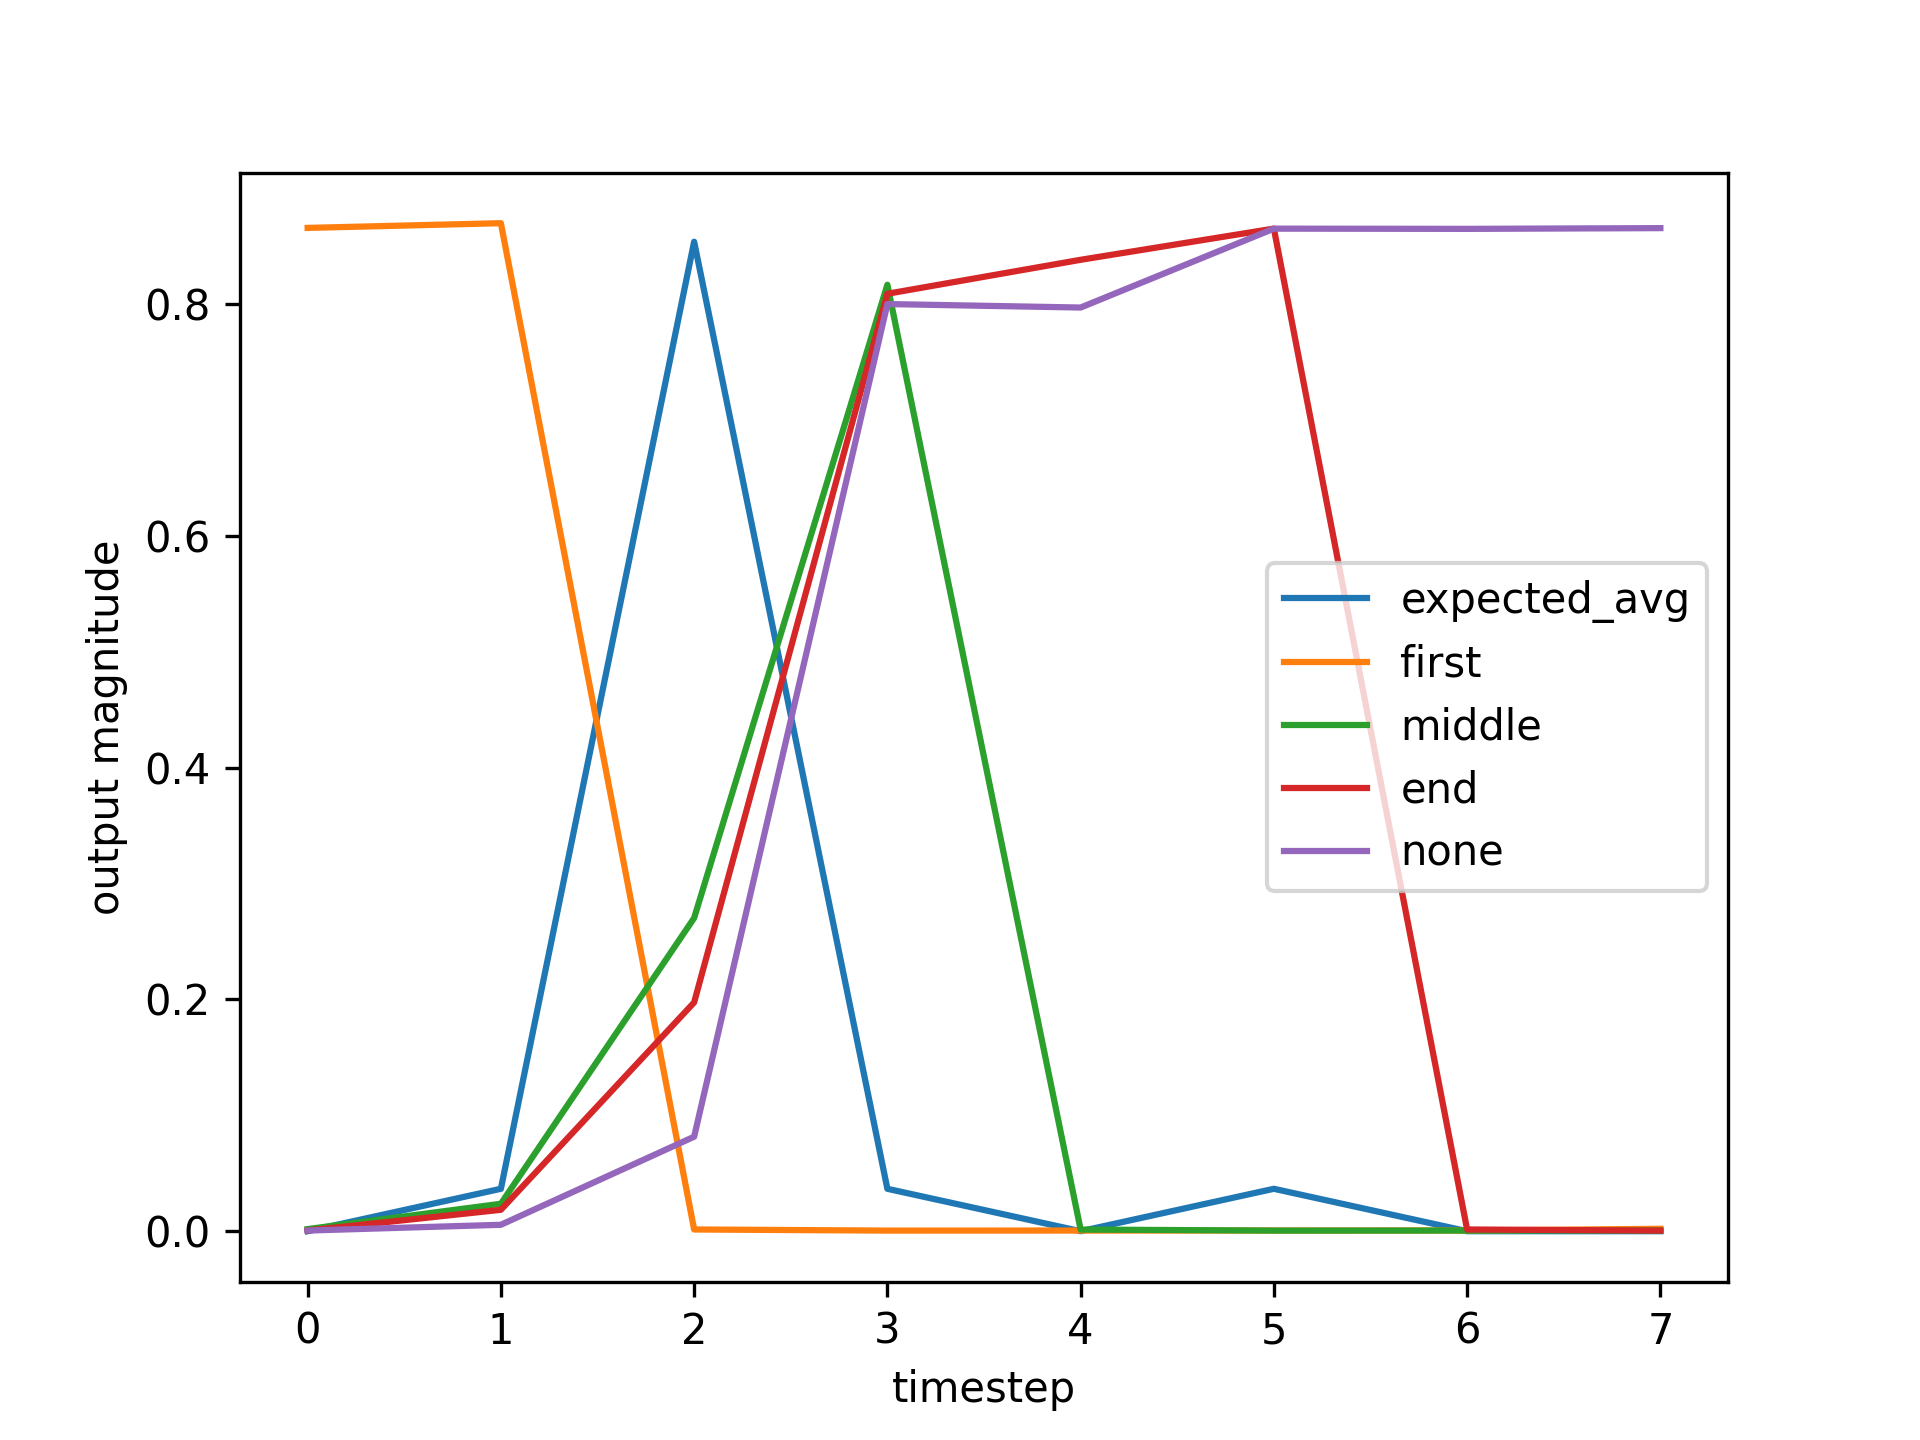 output magnitude
0.8
0.6
0.4
0.2
0.0
expected_avg
first
middle
end
none
0 1 2 3 4 5 6 7
timestep